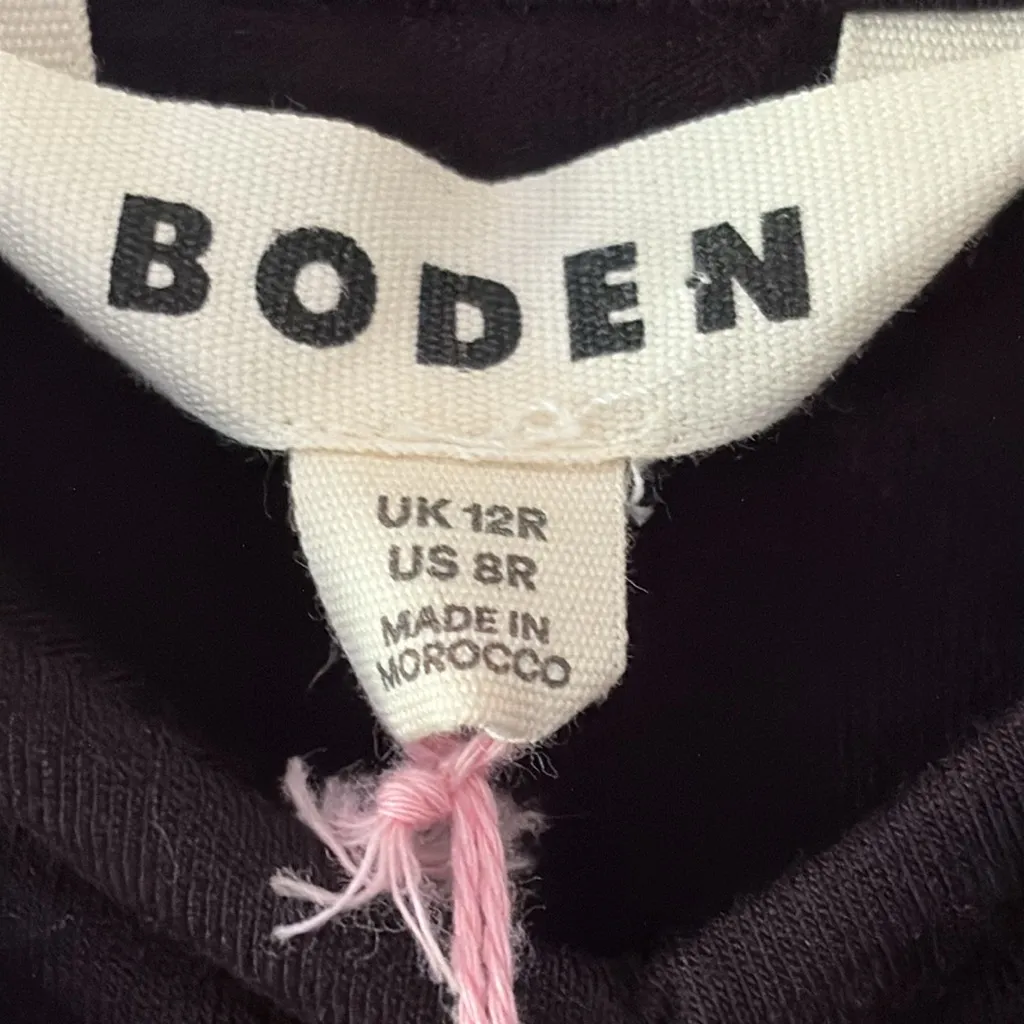 BODEN
UK 12R
US 8R
MADE IN
MOROCCO